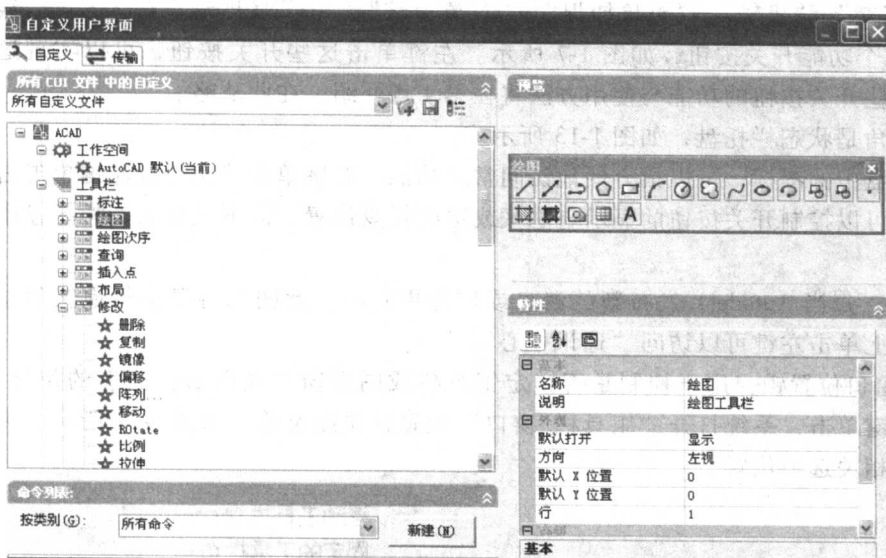 自定义用户界面
自定义 传输
所有 CUI 文件 中的自定义
所有自定义文件
ACAD
工作空间
AutoCAD 默认(当前)
工具栏
标注
绘图
绘图次序
查询
插入点
布局
修改
删除
复制
镜像
偏移
阵列...
移动
ROtate
比例
拉伸
命令列表:
按类别(G):
所有命令
新建(N)
预览
绘图
A
特性
基本
名称 绘图
说明 绘图工具栏
外观
默认打开 显示
方向 左视
默认 X 位置 0
默认 Y 位置 0
行 1
基本